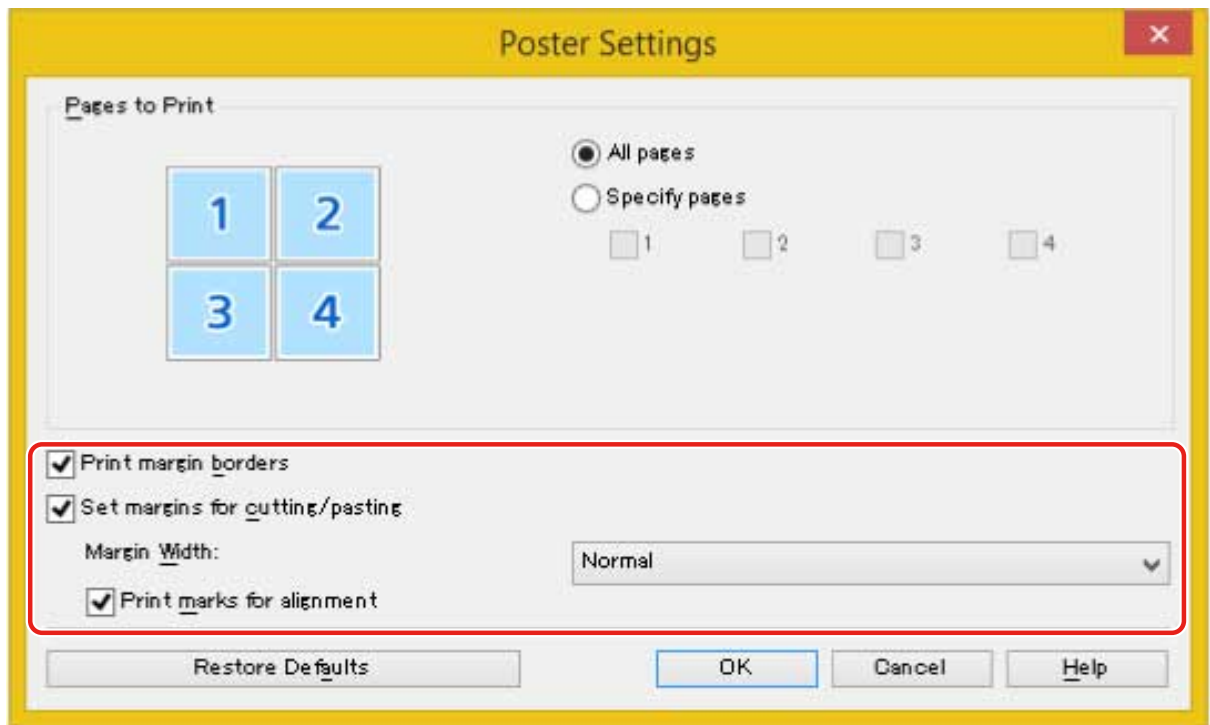 Poster Settings
Pages to Print
1 2
3 4
All pages
Specify pages
1 2 3 4
Print margin borders
Set margins for cutting/pasting
Margin Width: Normal
Print marks for alignment
Restore Defaults OK Cancel Help